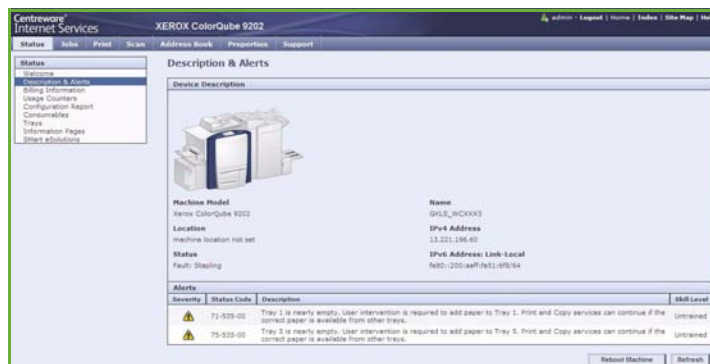 Centreware®
Internet Services
XEROX ColorQube 9202
admin - Logout | Home | Index | Site Map | He
Status Jobs Print Scan Address Book Properties Support
Status
Welcome
Description & Alerts
Billing Information
Usage Counters
Configuration Report
Consumables
Trays
Information Pages
SMart eSolutions
Description & Alerts
Device Description
Machine Model
Xerox ColorQube 9202
Name
Location
machine location not set
IPv4 Address
13.221.196.60
Status
Fault: Stapling
IPv6 Address: Link-Local
Alerts
Severity Status Code Description Skill Level
71-535-00 Tray 1 is nearly empty. User intervention is required to add paper to Tray 1. Print and Copy services can continue if the Untrained
correct paper is available from other trays.
75-535-00 Tray 5 is nearly empty. User intervention is required to add paper to Tray 5. Print and Copy services can continue if the Untrained
correct paper is available from other trays.
Reboot Machine Refresh